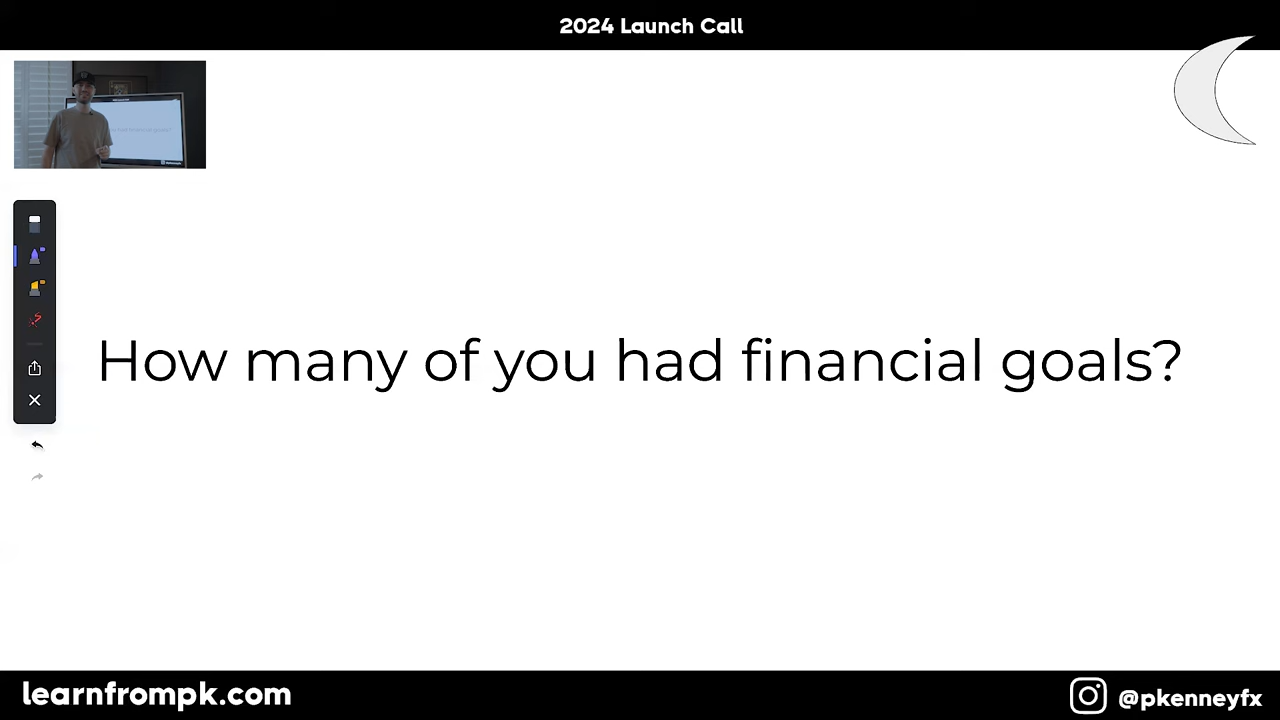 2024 Launch Call
How many of you had financial goals?
learnfrompk.com
@pkenneyfx